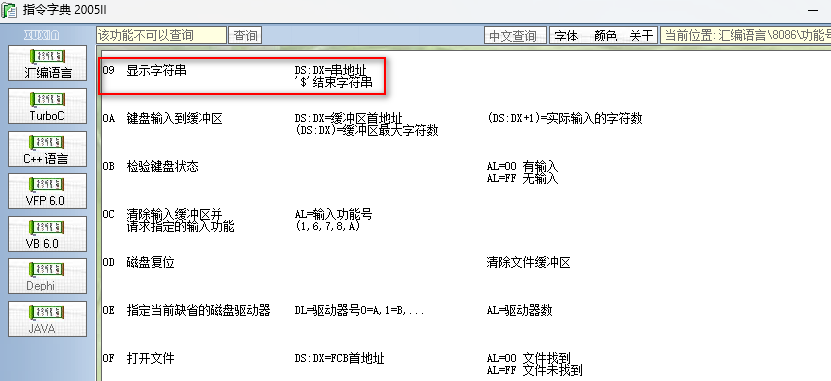 指令字典 2005II
XUXIN
该功能不可以查询 查询 中文查询 字体 颜色 关于 当前位置: 汇编语言\8086\功能号
汇编语言
TurboC
C++ 语言
VFP 6.0
VB 6.0
Dephi
JAVA
09 显示字符串 DS:DX=串地址
'$'结束字符串
0A 键盘输入到缓冲区 DS:DX=缓冲区首地址 (DS:DX+1)=实际输入的字符数
(DS:DX)=缓冲区最大字符数
0B 检验键盘状态 AL=00 有输入
AL=FF 无输入
0C 清除输入缓冲区并 AL=输入功能号
请求指定的输入功能 (1,6,7,8,A)
0D 磁盘复位 清除文件缓冲区
0E 指定当前缺省的磁盘驱动器 DL=驱动器号0=A,1=B,... AL=驱动器数
0F 打开文件 DS:DX=FCB首地址 AL=00 文件找到
AL=FF 文件未找到